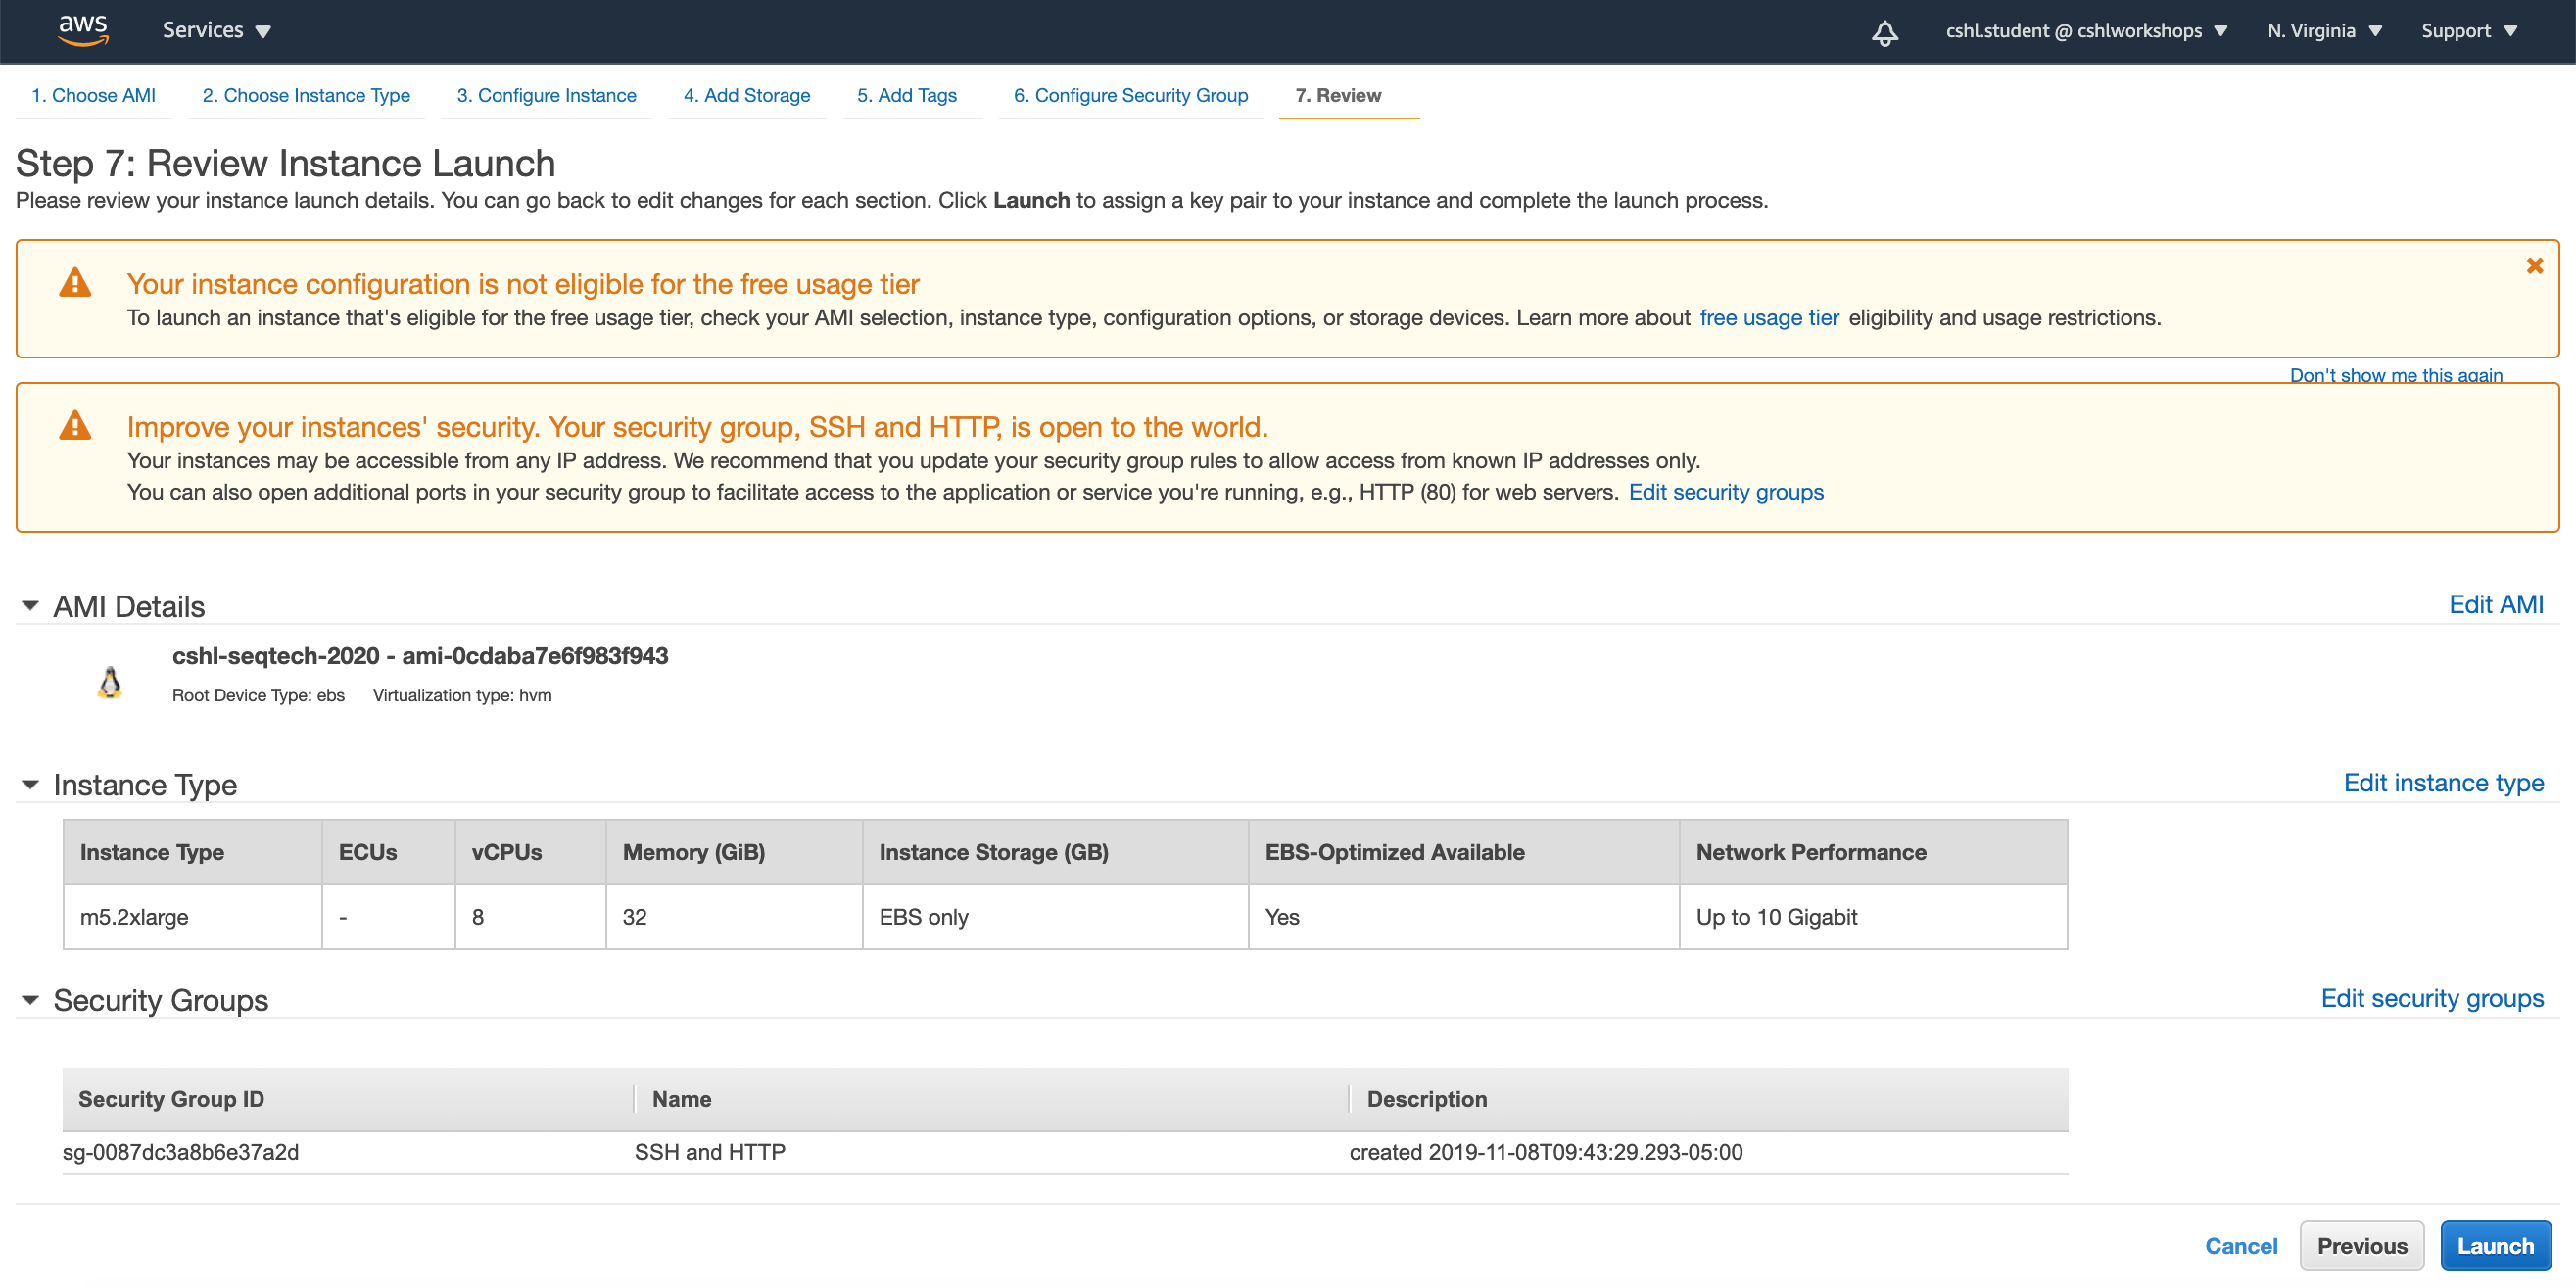 aws Services cshl.student @ cshlworkshops N. Virginia Support
1. Choose AMI 2. Choose Instance Type 3. Configure Instance 4. Add Storage 5. Add Tags 6. Configure Security Group 7. Review
Step 7: Review Instance Launch
Please review your instance launch details. You can go back to edit changes for each section. Click Launch to assign a key pair to your instance and complete the launch process.
Your instance configuration is not eligible for the free usage tier
To launch an instance that's eligible for the free usage tier, check your AMI selection, instance type, configuration options, or storage devices. Learn more about free usage tier eligibility and usage restrictions.
Don't show me this again
Improve your instances' security. Your security group, SSH and HTTP, is open to the world.
Your instances may be accessible from any IP address. We recommend that you update your security group rules to allow access from known IP addresses only.
You can also open additional ports in your security group to facilitate access to the application or service you're running, e.g., HTTP (80) for web servers. Edit security groups
AMI Details Edit AMI
cshl-seqtech-2020 - ami-0cdaba7e6f983f943
Root Device Type: ebs Virtualization type: hvm
Instance Type Edit instance type
Instance Type ECUs vCPUs Memory (GiB) Instance Storage (GB) EBS-Optimized Available Network Performance
m5.2xlarge - 8 32 EBS only Yes Up to 10 Gigabit
Security Groups Edit security groups
Security Group ID Name Description
sg-0087dc3a8b6e37a2d SSH and HTTP created 2019-11-08T09:43:29.293-05:00
Cancel Previous Launch